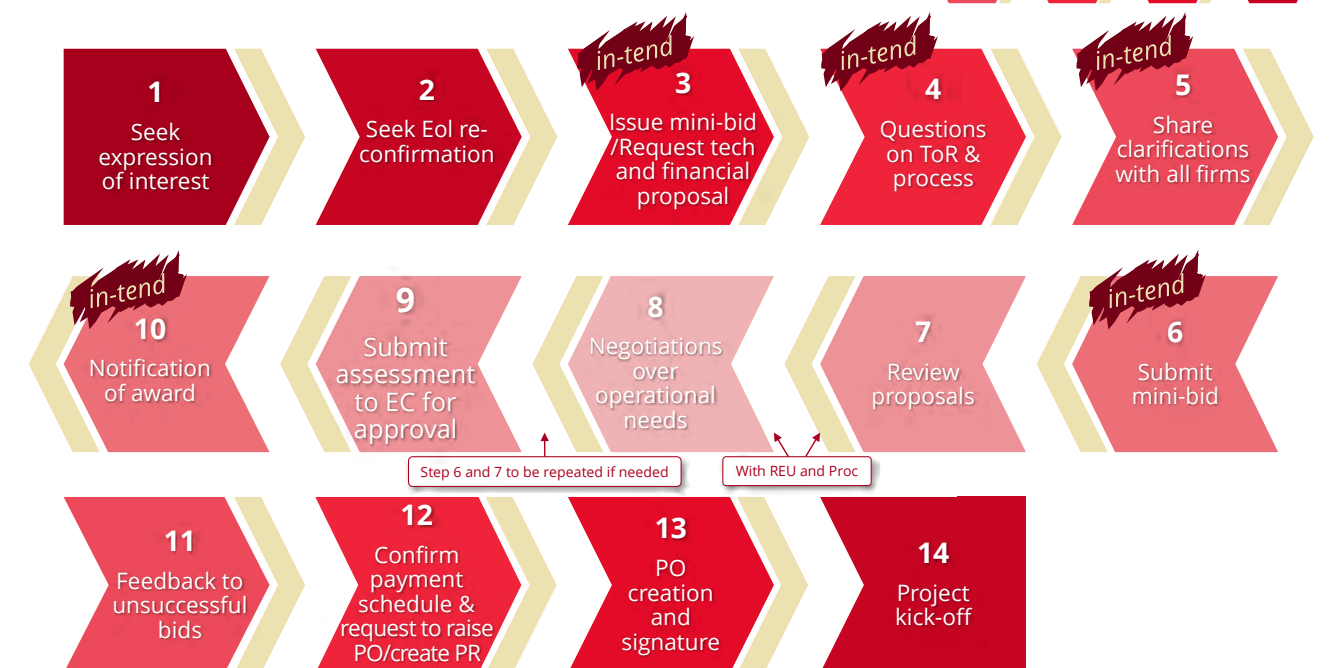 in-tend
in-tend
in-tend
1
Seek
expression
of interest
2
Seek EoI re-
confirmation
3
Issue mini-bid
/Request tech
and financial
proposal
4
Questions
on ToR &
process
5
Share
clarifications
with all firms
in-tend
in-tend
6
Submit
mini-bid
7
Review
proposals
8
Negotiations
over
operational
needs
9
Submit
assessment
to EC for
approval
10
Notification
of award
Step 6 and 7 to be repeated if needed
With REU and Proc
11
Feedback to
unsuccessful
bids
12
Confirm
payment
schedule &
request to raise
PO/create PR
13
PO
creation
and
signature
14
Project
kick-off